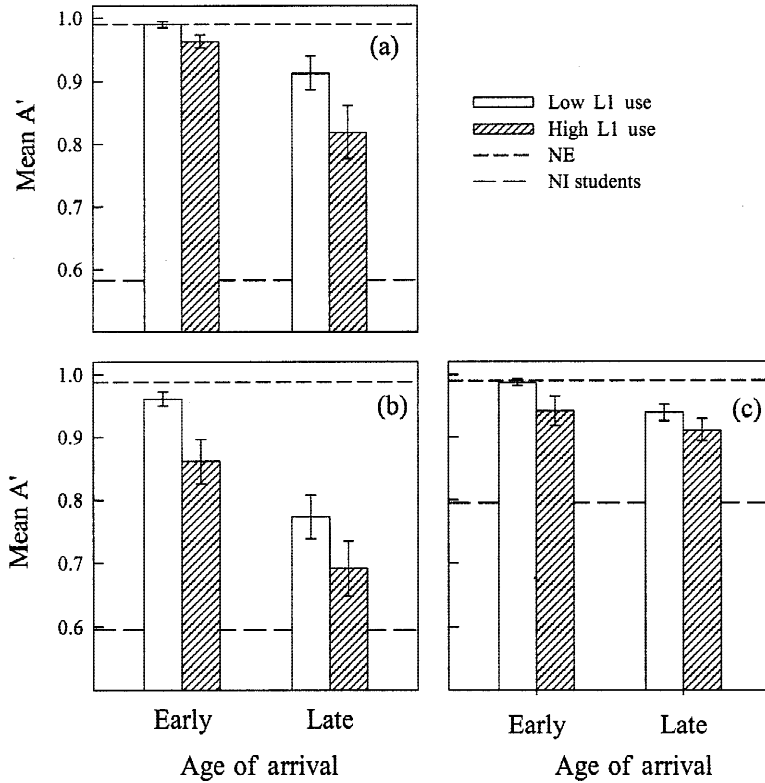 1.0
0.9
0.8
0.7
0.6
Mean A'
(a)
Low L1 use
High L1 use
NE
NI students
1.0
0.9
0.8
0.7
0.6
Mean A'
(b)
(c)
Early Late
Age of arrival
Early Late
Age of arrival